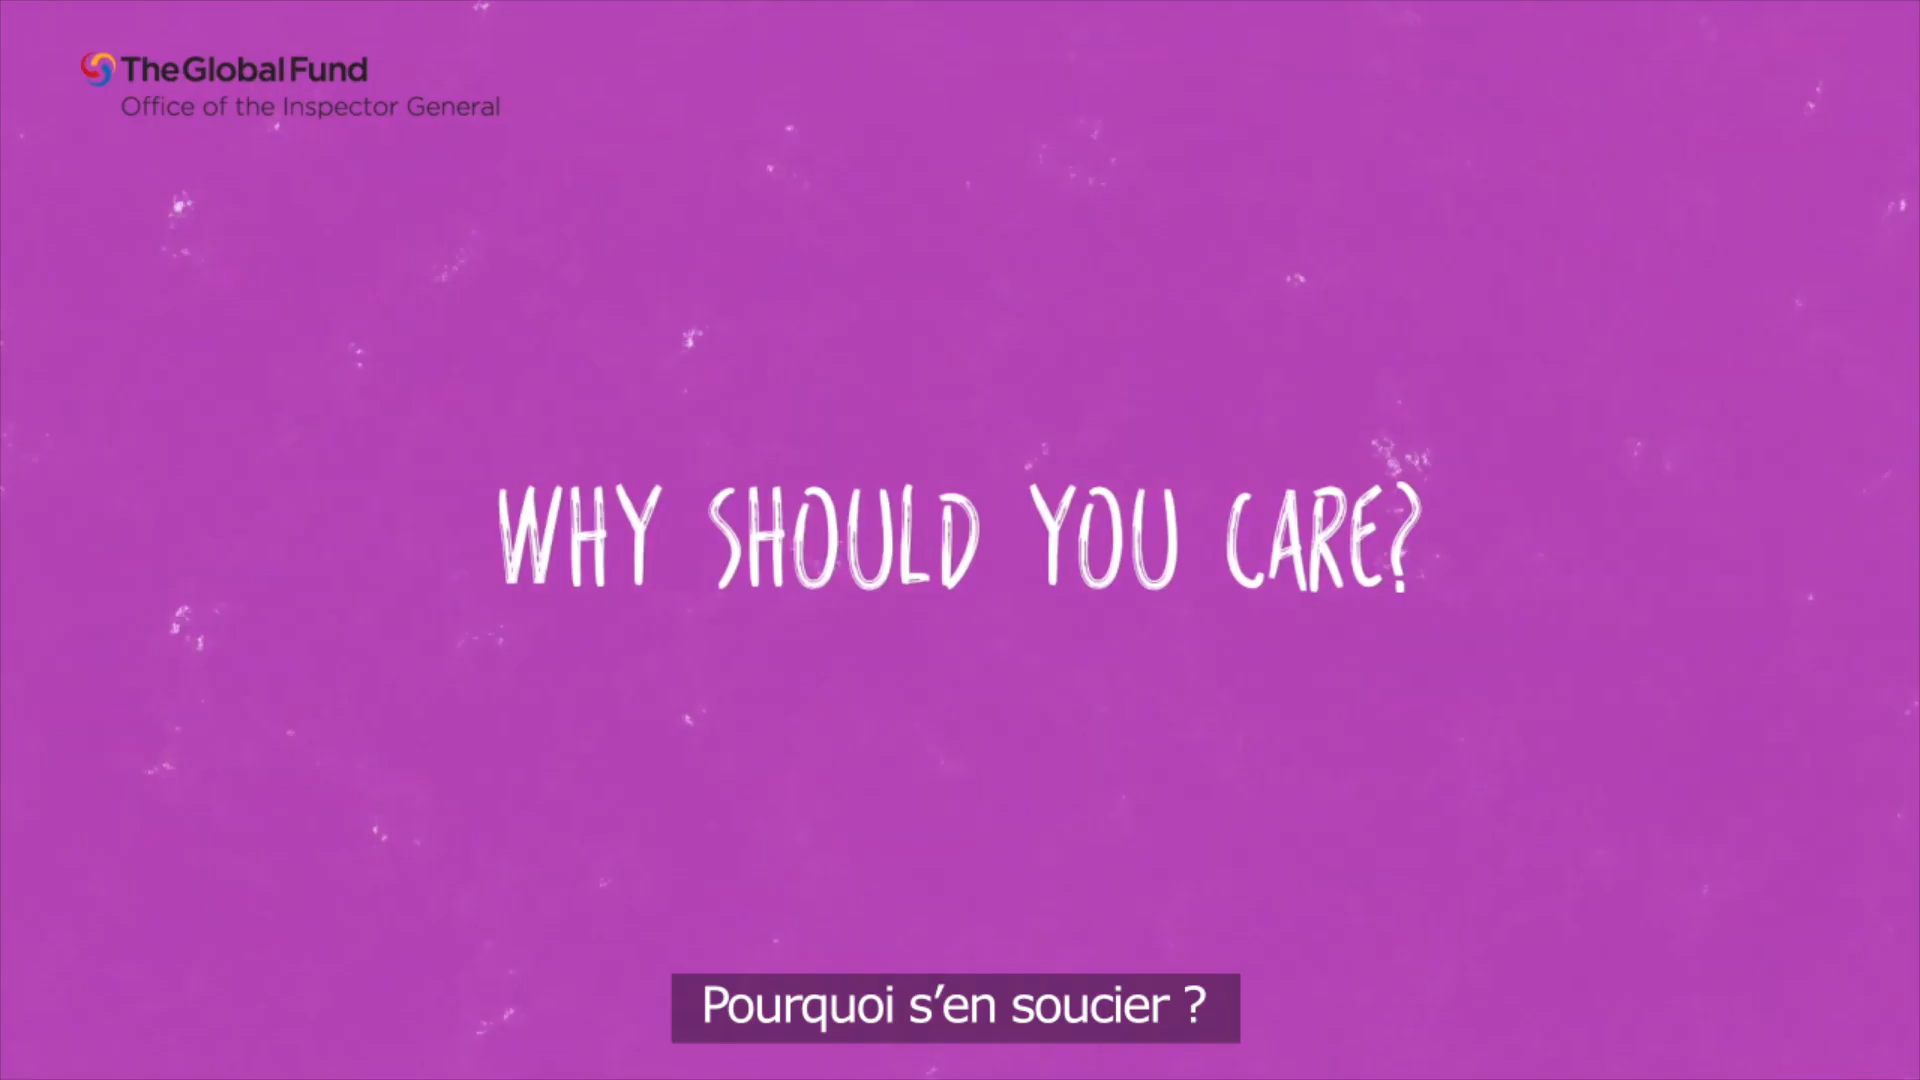 The Global Fund
Office of the Inspector General
WHY SHOULD YOU CARE?
Pourquoi s’en soucier ?